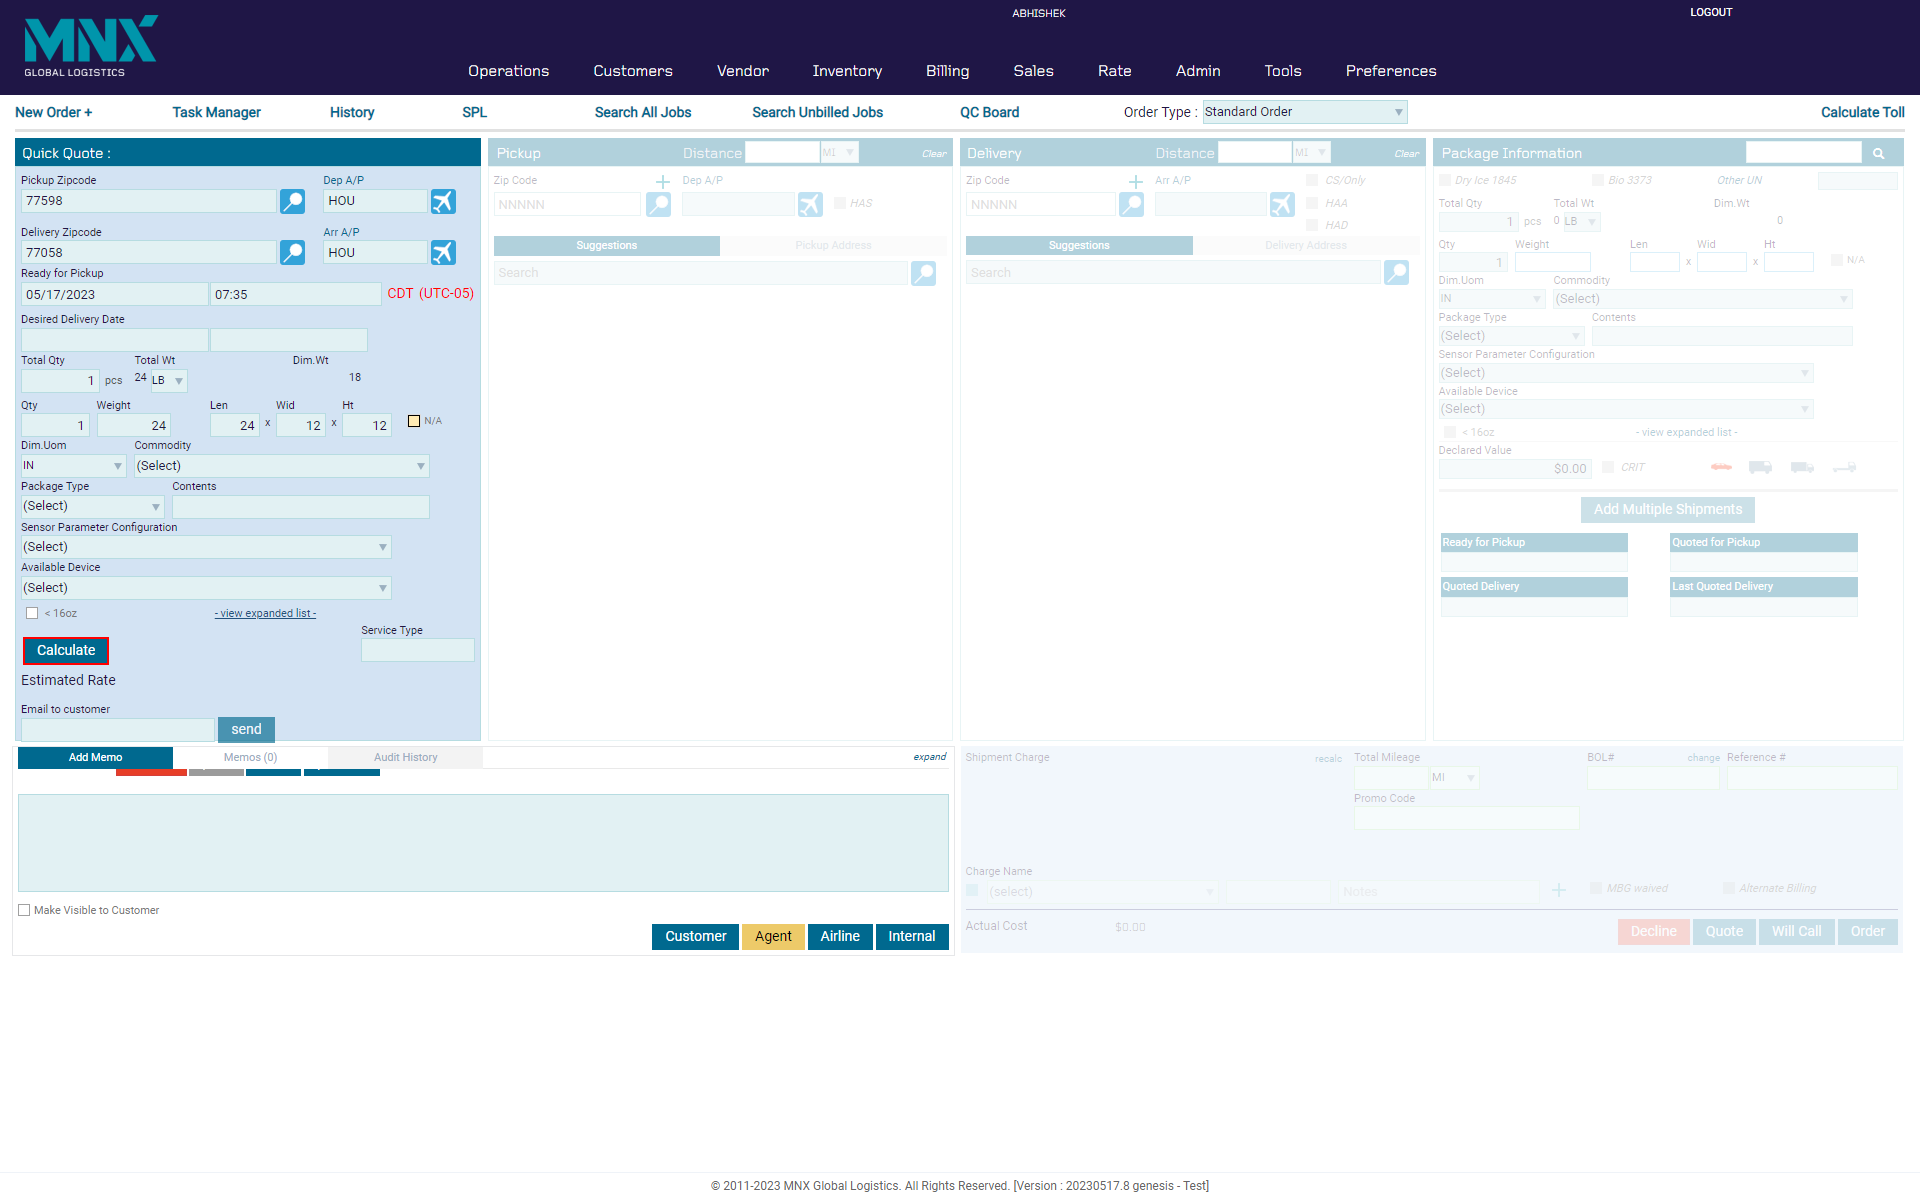 MNX
GLOBAL LOGISTICS
ABHISHEK
LOGOUT
Operations Customers Vendor Inventory Billing Sales Rate Admin Tools Preferences
New Order + Task Manager History SPL Search All Jobs Search Unbilled Jobs QC Board Order Type : Standard Order Calculate Toll
Quick Quote :
Pickup Zipcode Dep A/P
77598 HOU
Delivery Zipcode Arr A/P
77058 HOU
Ready for Pickup
05/17/2023 07:35 CDT (UTC-05)
Desired Delivery Date
Total Qty Total Wt Dim.Wt
1 pcs 24 LB 18
Qty Weight Len Wid Ht
1 24 24 x 12 x 12 N/A
Dim.Uom Commodity
IN (Select)
Package Type Contents
(Select)
Sensor Parameter Configuration
(Select)
Available Device
(Select)
< 16oz - view expanded list -
Service Type
Calculate
Estimated Rate
Email to customer
send
Pickup Distance MI Clear
Zip Code Dep A/P
NNNNN HAS
Suggestions Pickup Address
Search
Delivery Distance MI Clear
Zip Code Arr A/P CS/Only
NNNNN HAA
HAD
Suggestions Delivery Address
Search
Package Information
Dry Ice 1845 Bio 3373 Other UN
Total Qty Total Wt Dim.Wt
1 pcs 0 LB 0
Qty Weight Len Wid Ht
1 x x N/A
Dim.Uom Commodity
IN (Select)
Package Type Contents
(Select)
Sensor Parameter Configuration
(Select)
Available Device
(Select)
< 16oz - view expanded list -
Declared Value
$0.00 CRIT
Add Multiple Shipments
Ready for Pickup Quoted for Pickup
Quoted Delivery Last Quoted Delivery
Add Memo Memos (0) Audit History expand
Make Visible to Customer
Customer Agent Airline Internal
Shipment Charge recalc Total Mileage BOL# change Reference #
MI
Promo Code
Charge Name
(select) Notes MBG waived Alternate Billing
Actual Cost $0.00
Decline Quote Will Call Order
© 2011-2023 MNX Global Logistics. All Rights Reserved. [Version : 20230517.8 genesis - Test]